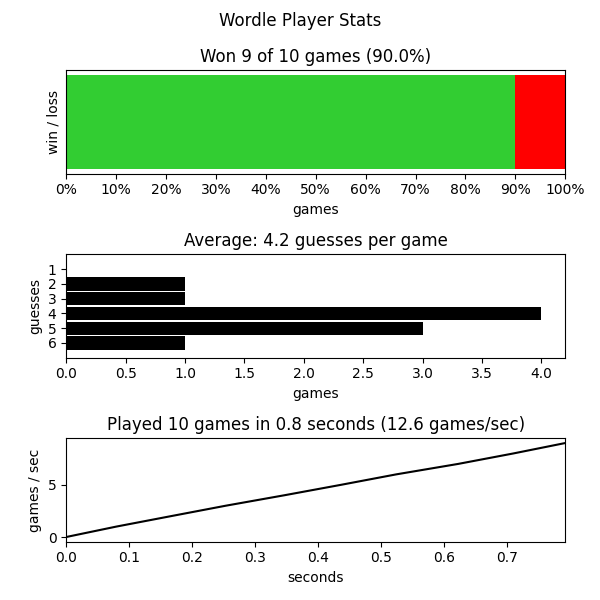 Wordle Player Stats
Won 9 of 10 games (90.0%)
win / loss
0% 10% 20% 30% 40% 50% 60% 70% 80% 90% 100%
games
Average: 4.2 guesses per game
guesses
1
2
3
4
5
6
0.0 0.5 1.0 1.5 2.0 2.5 3.0 3.5 4.0
games
Played 10 games in 0.8 seconds (12.6 games/sec)
games / sec
5
0
0.0 0.1 0.2 0.3 0.4 0.5 0.6 0.7
seconds